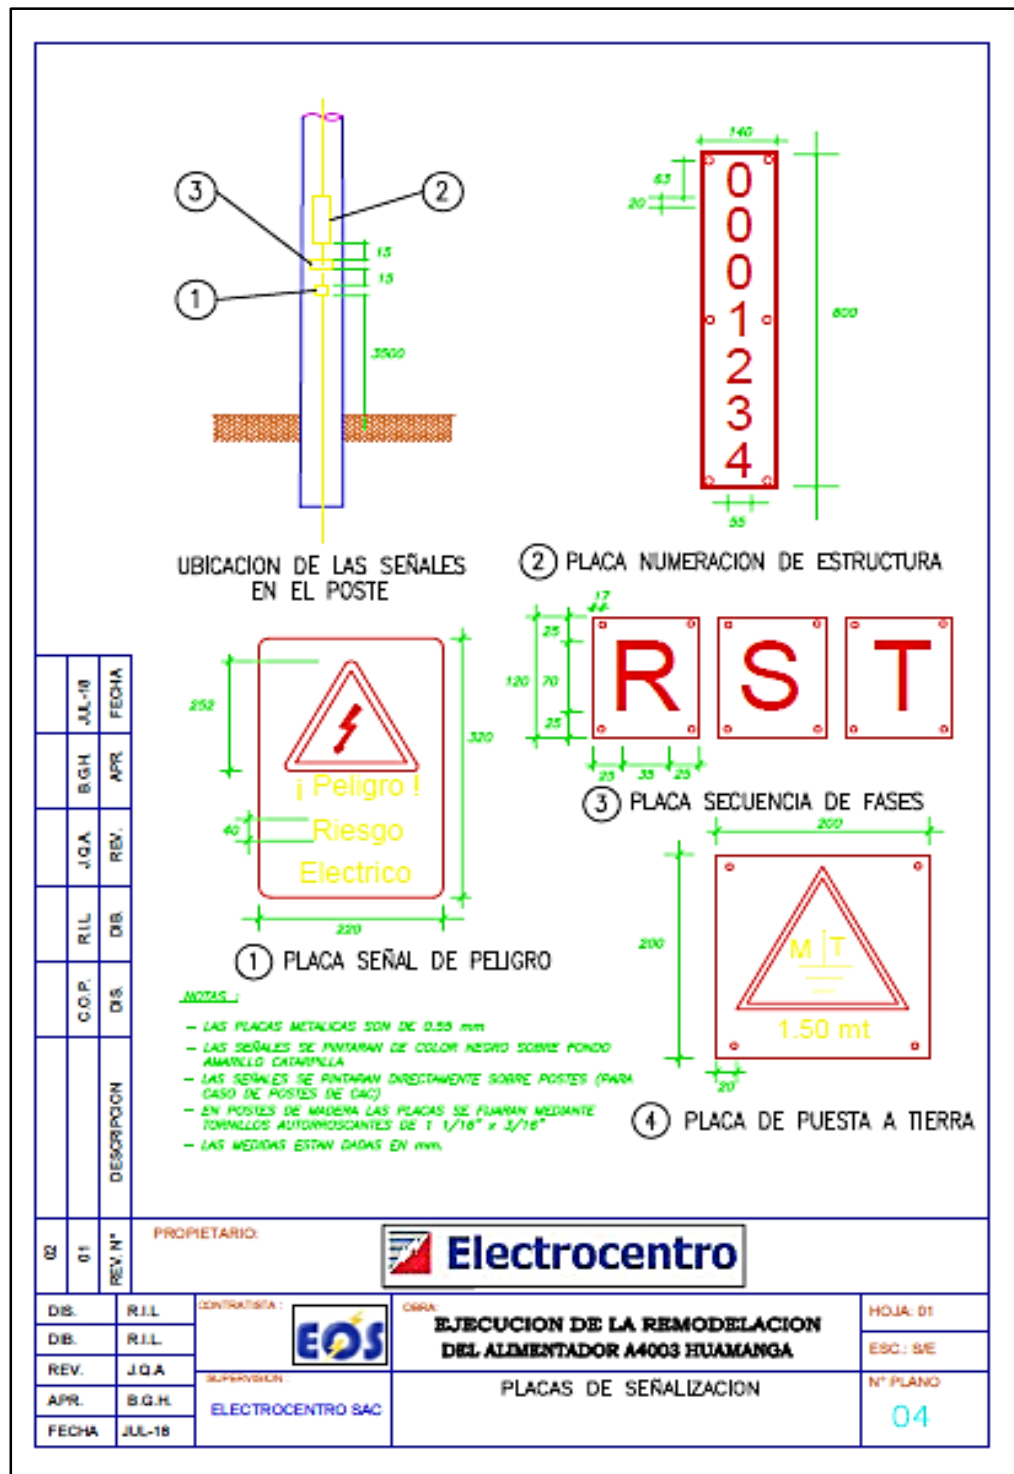 3
2
1
15
15
3500
UBICACION DE LAS SEÑALES
EN EL POSTE
140
63
20
0
0
0
1
2
3
4
600
55
2 PLACA NUMERACION DE ESTRUCTURA
252
320
¡ Peligro !
40
Riesgo
Electrico
220
1 PLACA SEÑAL DE PELIGRO
17
25
120
70
25
R S T
25 35 25
3 PLACA SECUENCIA DE FASES
200
200
M T
1.50 mt
20
4 PLACA DE PUESTA A TIERRA
NOTAS :
– LAS PLACAS METALICAS SON DE 0.55 mm
– LAS SEÑALES SE PINTARAN DE COLOR NEGRO SOBRE FONDO
AMARILLO CATARPILLA
– LAS SEÑALES SE PINTARAN DIRECTAMENTE SOBRE POSTES (PARA
CASO DE POSTES DE CAC)
– EN POSTES DE MADERA LAS PLACAS SE FIJARAN MEDIANTE
TORNILLOS AUTORROSCANTES DE 1 1/16" x 3/16"
– LAS MEDIDAS ESTAN DADAS EN mm.
JUL-18 FECHA
B.G.H. APR.
J.Q.A REV.
R.I.L DIB.
C.O.P. DIS.
DESCRIPCION
02 01 REV. N°
PROPIETARIO:
Electrocentro
DIS. R.I.L
DIB. R.I.L.
REV. J.Q.A
APR. B.G.H.
FECHA JUL-18
CONTRATISTA :
EOS
SUPERVISION :
ELECTROCENTRO SAC
OBRA:
EJECUCION DE LA REMODELACION
DEL ALIMENTADOR A4003 HUAMANGA
PLACAS DE SEÑALIZACION
HOJA: 01
ESC.: S/E
N° PLANO
04